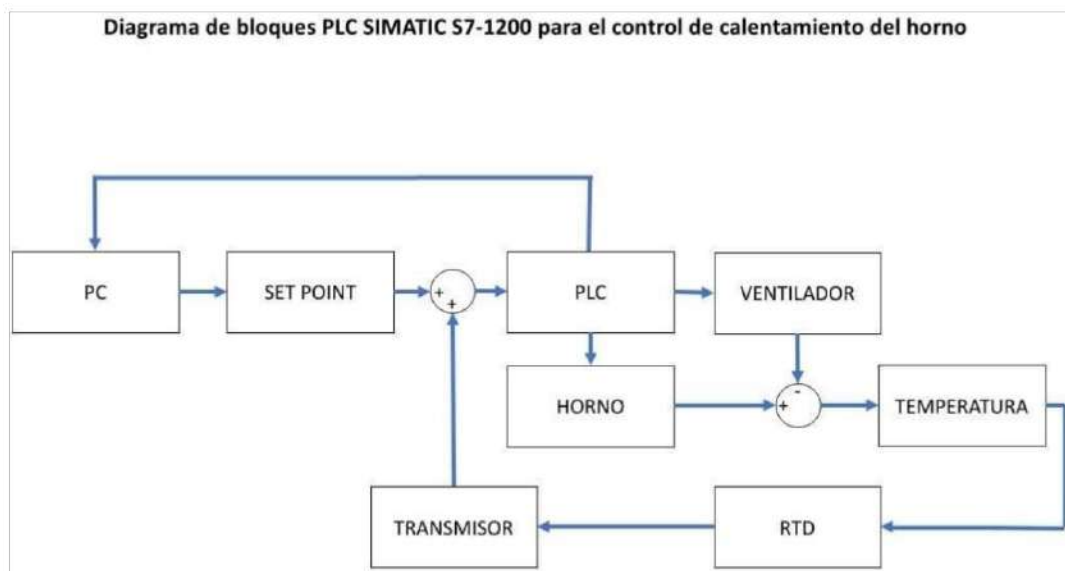 Diagrama de bloques PLC SIMATIC S7-1200 para el control de calentamiento del horno
PC
SET POINT
+
+
PLC
VENTILADOR
HORNO
-
+
TEMPERATURA
TRANSMISOR
RTD